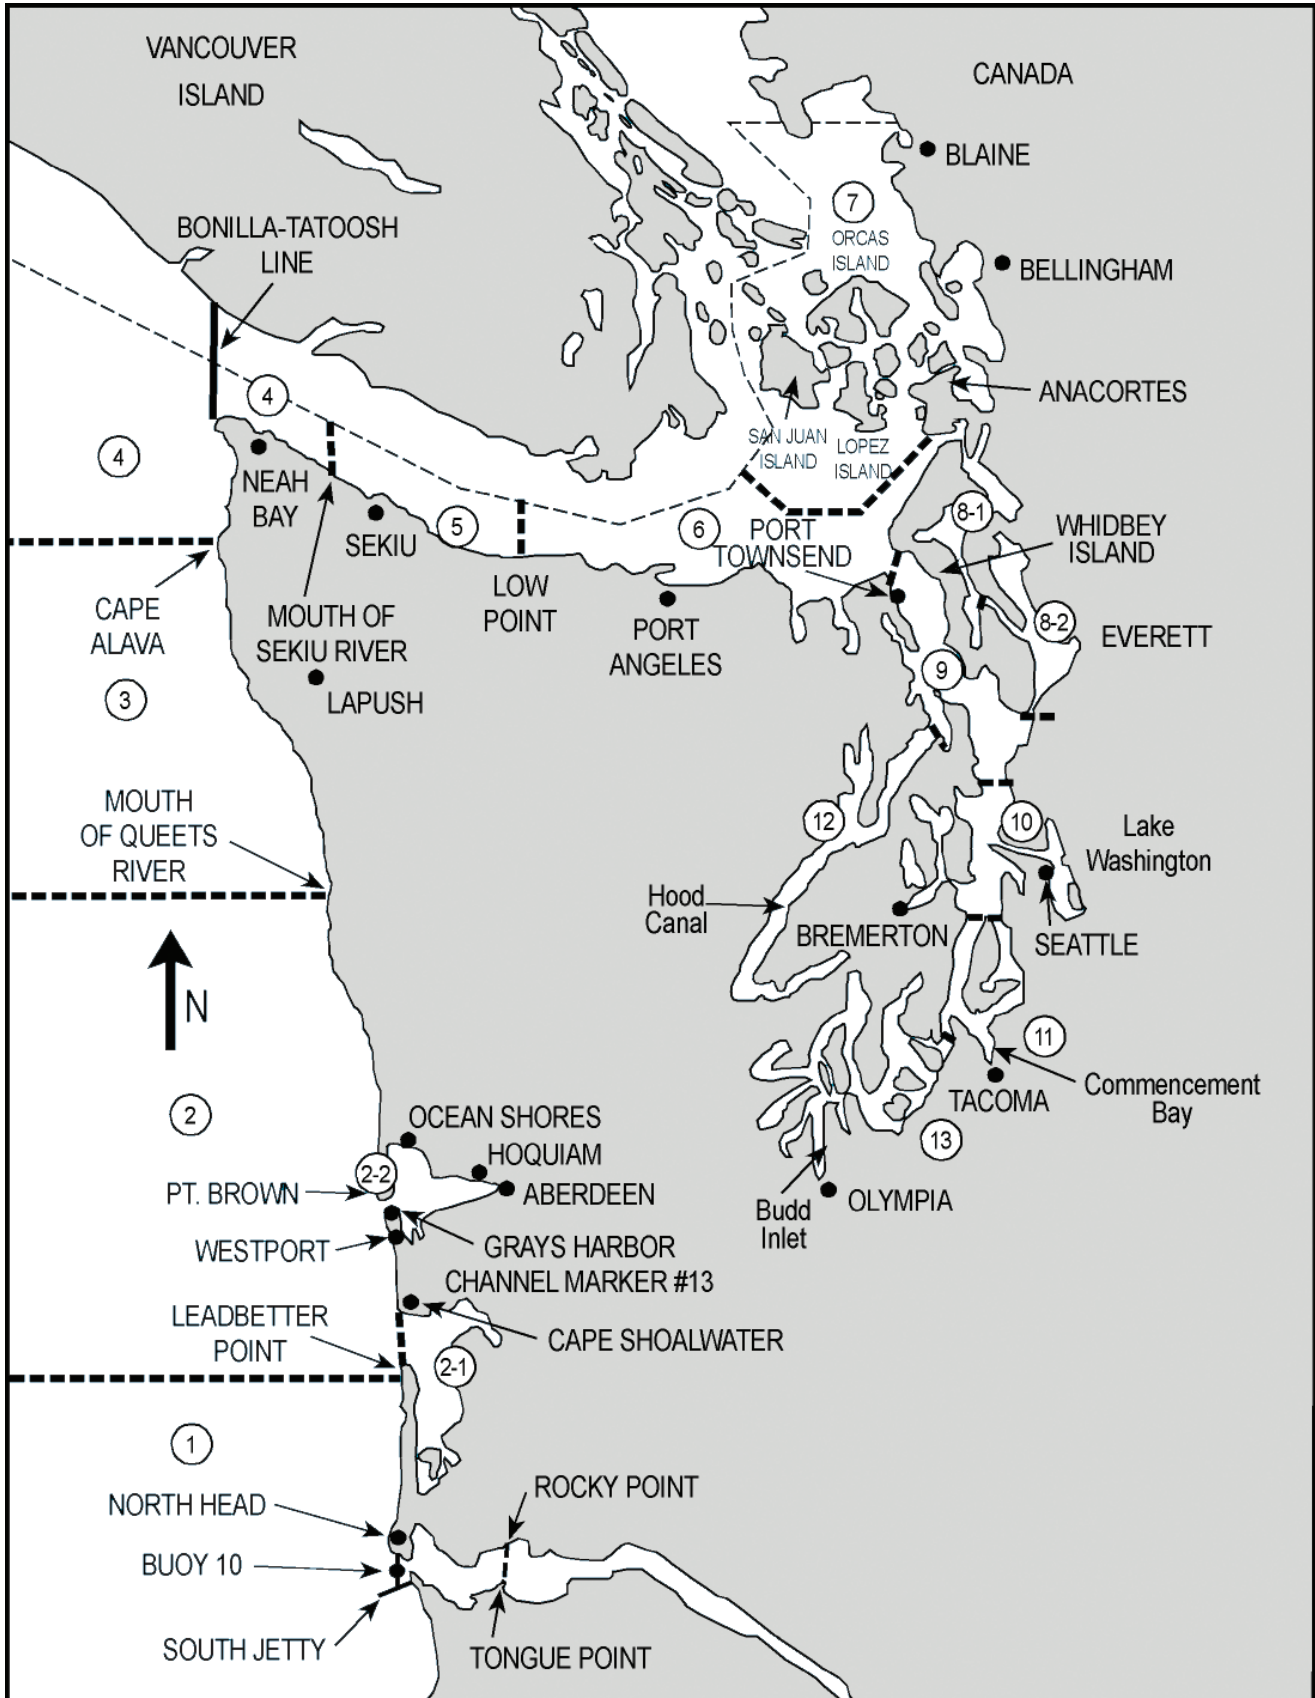 VANCOUVER
ISLAND
CANADA
BLAINE
7
ORCAS
ISLAND
BONILLA-TATOOSH
LINE
BELLINGHAM
4
ANACORTES
4
SAN JUAN
ISLAND
LOPEZ
ISLAND
NEAH
BAY
SEKIU
5
6
PORT
TOWNSEND
8-1
WHIDBEY
ISLAND
CAPE
ALAVA
MOUTH OF
SEKIU RIVER
LOW
POINT
PORT
ANGELES
8-2
EVERETT
9
3
LAPUSH
MOUTH
OF QUEETS
RIVER
12
10
Lake
Washington
Hood
Canal
BREMERTON
SEATTLE
N
11
TACOMA
Commencement
Bay
2
OCEAN SHORES
HOQUIAM
13
2-2
PT. BROWN
ABERDEEN
OLYMPIA
Budd
Inlet
WESTPORT
GRAYS HARBOR
CHANNEL MARKER #13
LEADBETTER
POINT
CAPE SHOALWATER
2-1
1
NORTH HEAD
ROCKY POINT
BUOY 10
SOUTH JETTY
TONGUE POINT